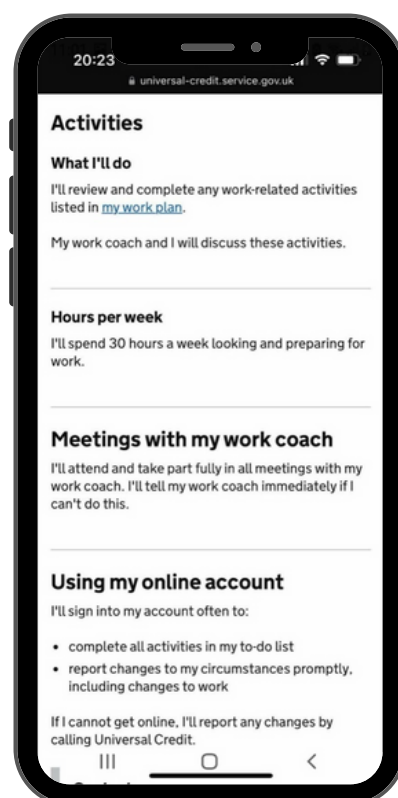 20:23
universal-credit.service.gov.uk
Activities
What I'll do
I'll review and complete any work-related activities
listed in my work plan.
My work coach and I will discuss these activities.
Hours per week
I'll spend 30 hours a week looking and preparing for
work.
Meetings with my work coach
I'll attend and take part fully in all meetings with my
work coach. I'll tell my work coach immediately if I
can't do this.
Using my online account
I'll sign into my account often to:
• complete all activities in my to-do list
• report changes to my circumstances promptly,
including changes to work
If I cannot get online, I'll report any changes by
calling Universal Credit.